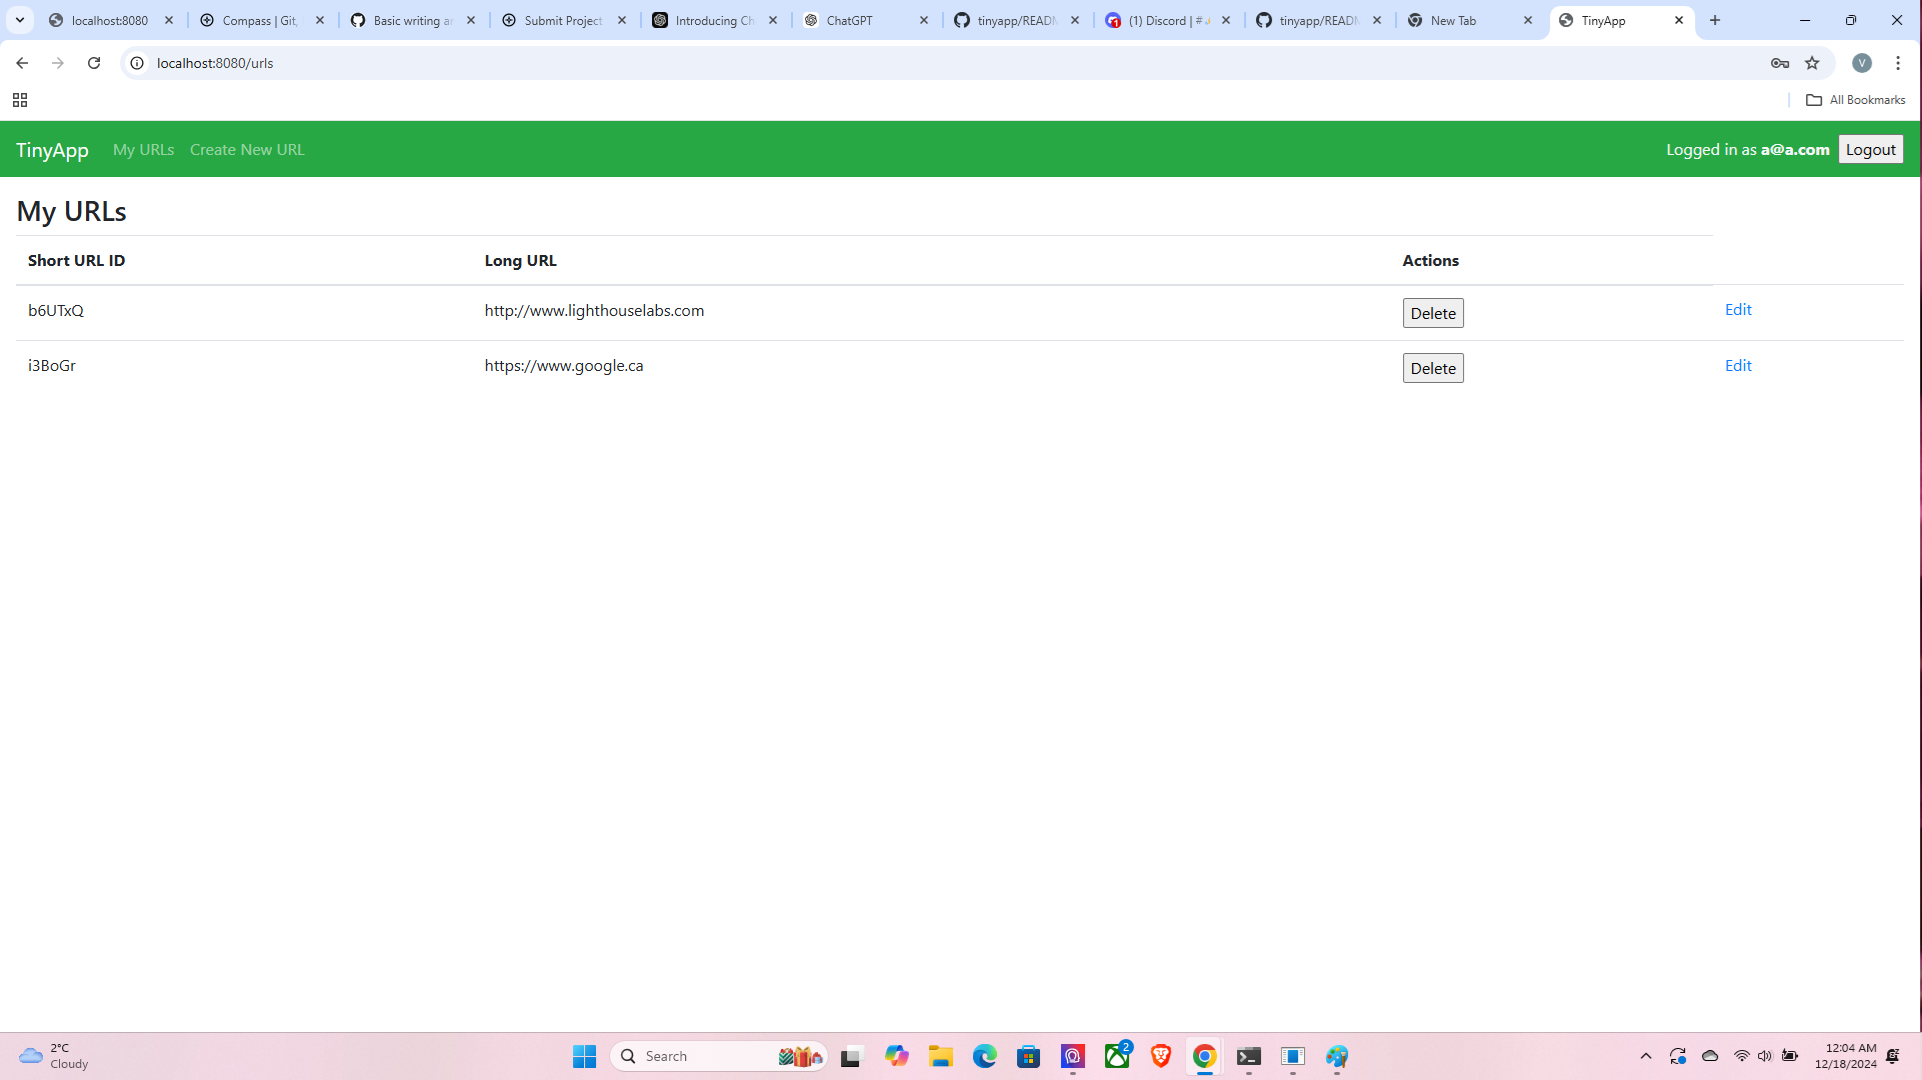 localhost:8080
Compass | Git,
Basic writing a
Submit Project
Introducing Ch
ChatGPT
tinyapp/READM
(1) Discord | #
tinyapp/READM
New Tab
TinyApp
localhost:8080/urls
V
All Bookmarks
TinyApp My URLs Create New URL Logged in as a@a.com Logout
My URLs
Short URL ID Long URL Actions
b6UTxQ http://www.lighthouselabs.com Delete Edit
i3BoGr https://www.google.ca Delete Edit
2°C
Cloudy
Search
2
12:04 AM
12/18/2024